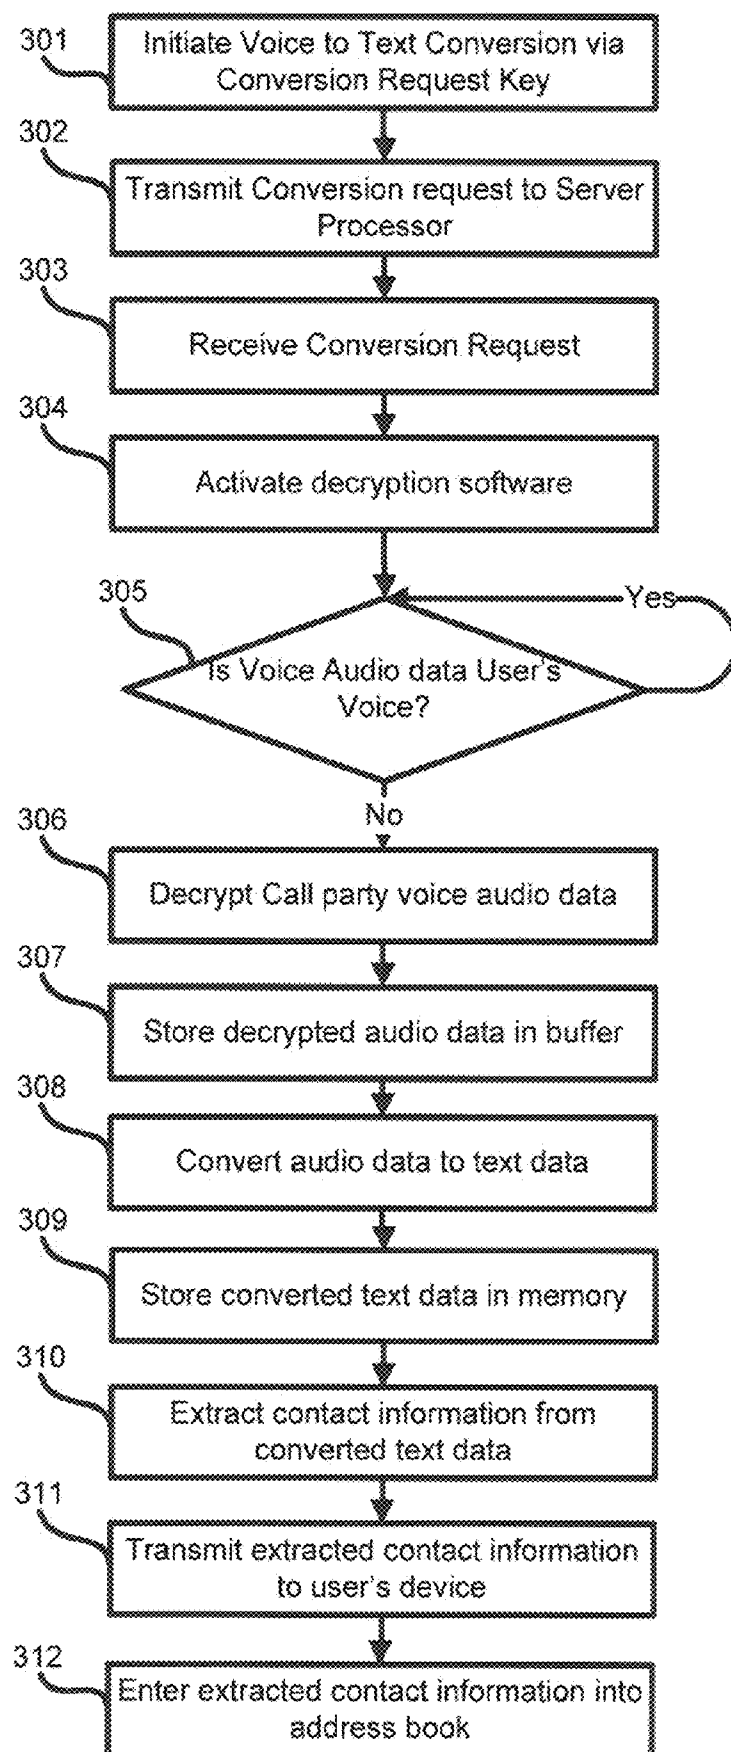 301
Initiate Voice to Text Conversion via
Conversion Request Key
302
Transmit Conversion request to Server
Processor
303
Receive Conversion Request
304
Activate decryption software
305
Yes
Is Voice Audio data User's
Voice?
No
306
Decrypt Call party voice audio data
307
Store decrypted audio data in buffer
308
Convert audio data to text data
309
Store converted text data in memory
310
Extract contact information from
converted text data
311
Transmit extracted contact information
to user's device
312
Enter extracted contact information into
address book